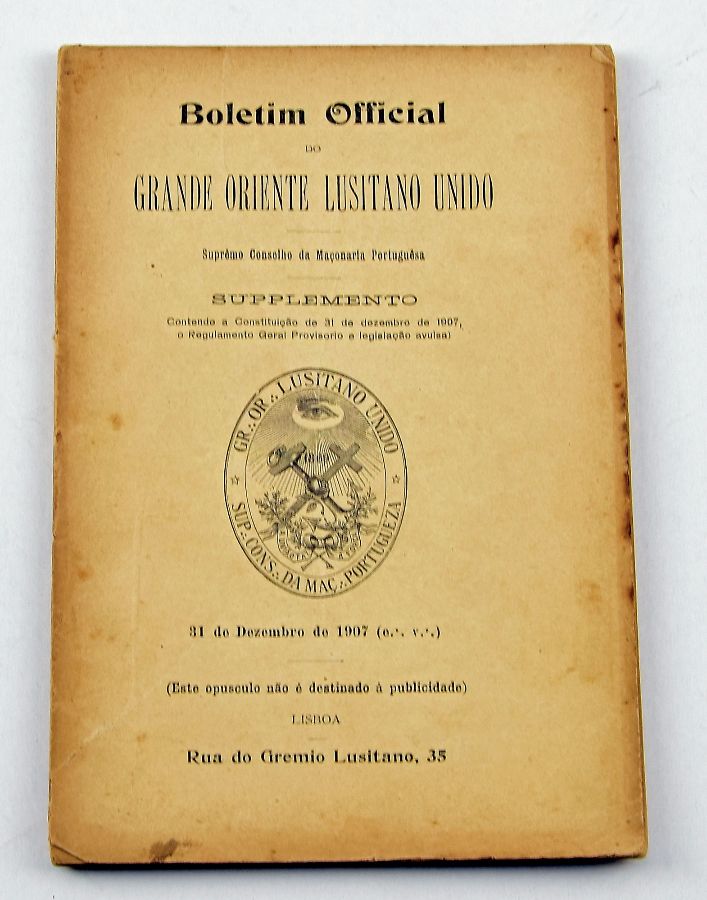 Boletim Official
DO
GRANDE ORIENTE LUSITANO UNIDO
Suprêmo Conselho da Maçonaria Portuguêsa
SUPPLEMENTO
Contendo a Constituição de 31 de dezembro de 1907,
o Regulamento Geral Provisorio e legislação avulsa)
GR∴ OR∴ LUSITANO UNIDO
SUP∴ CONS∴ DA MAÇ∴ PORTUGUEZA
31 de Dezembro de 1907 (e∴ v∴)
(Este opusculo não é destinado à publicidade)
LISBOA
Rua do Gremio Lusitano, 35